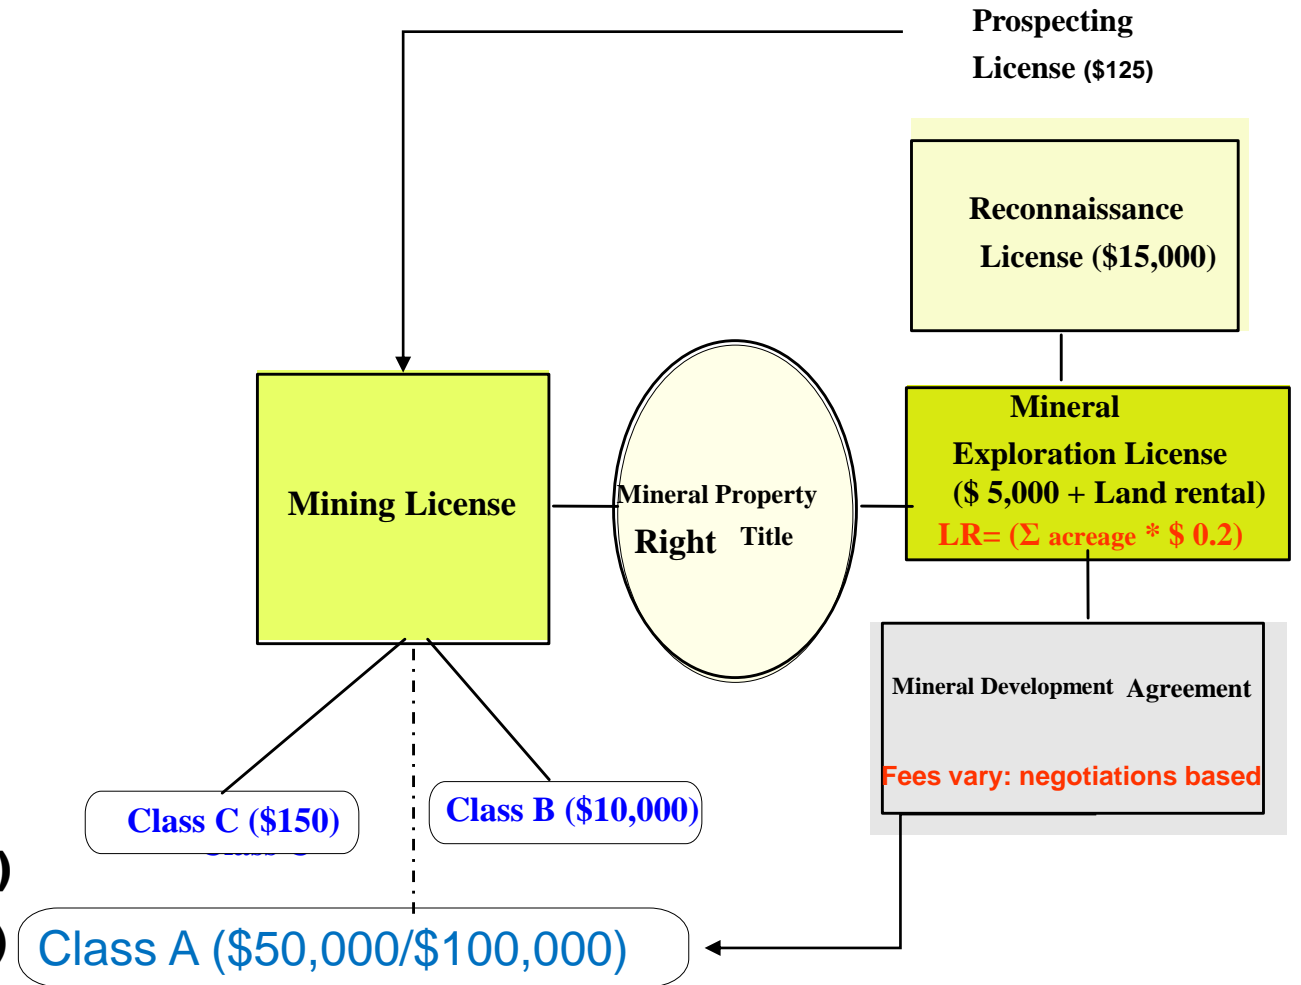 Prospecting
License ($125)
Reconnaissance
License ($15,000)
Mineral
Exploration License
($ 5,000 + Land rental)
LR= (Σ acreage * $ 0.2)
Mining License
Mineral Property
Right Title
Mineral Development Agreement
Fees vary: negotiations based
Class C ($150)
Class B ($10,000)
)
)
Class A ($50,000/$100,000)